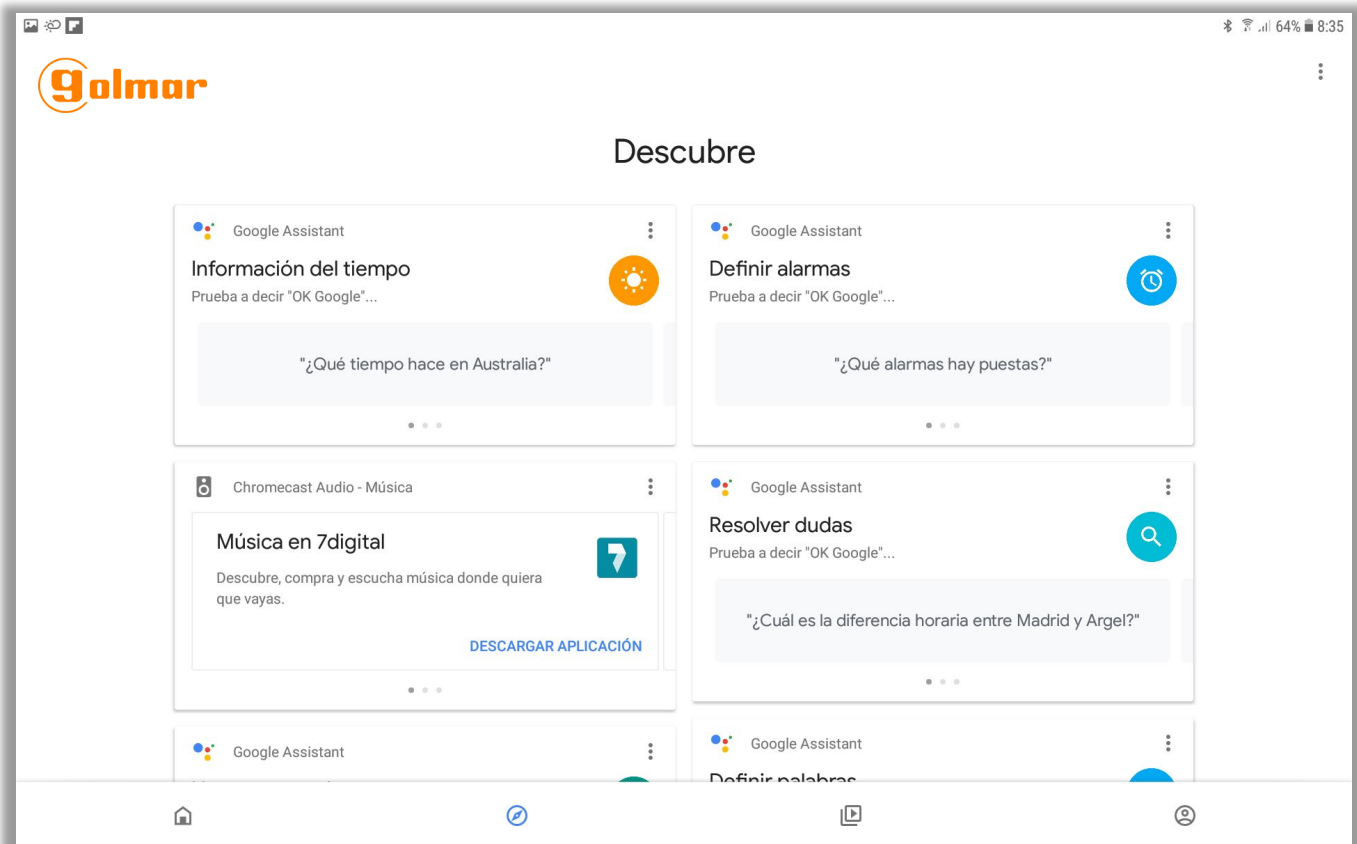 64% 8:35
golmar
Descubre
Google Assistant
Información del tiempo
Prueba a decir "OK Google"...
"¿Qué tiempo hace en Australia?"
Google Assistant
Definir alarmas
Prueba a decir "OK Google"...
"¿Qué alarmas hay puestas?"
Chromecast Audio - Música
Música en 7digital
Descubre, compra y escucha música donde quiera
que vayas.
DESCARGAR APLICACIÓN
Google Assistant
Resolver dudas
Prueba a decir "OK Google"...
"¿Cuál es la diferencia horaria entre Madrid y Argel?"
Google Assistant
Google Assistant
Definir palabras